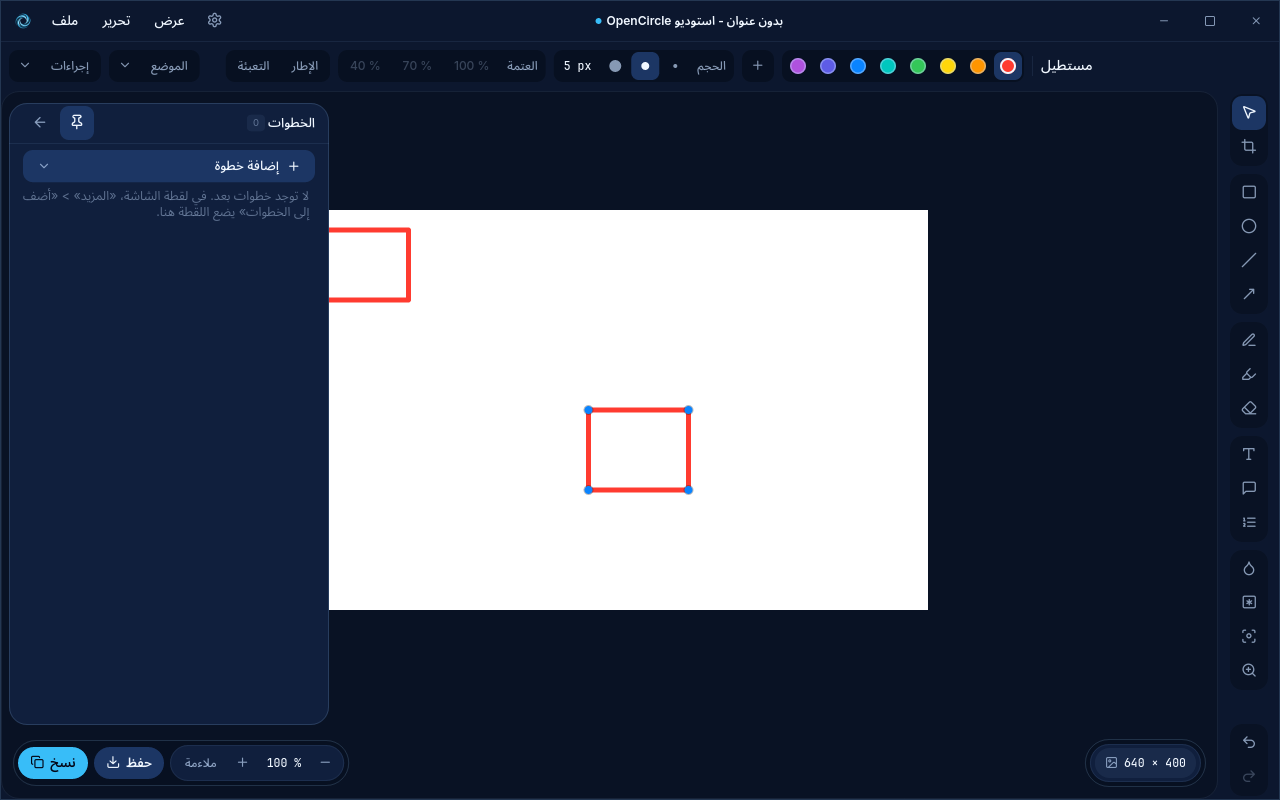 بدون عنوان - استوديو OpenCircle
ملف
تحرير
عرض
مستطيل
الحجم
5 px
العتمة
100 %
70 %
40 %
الإطار
التعبئة
الموضع
إجراءات
الخطوات 0
إضافة خطوة
لا توجد خطوات بعد. في لقطة الشاشة، «المزيد» > «أضف
إلى الخطوات» يضع اللقطة هنا.
640 × 400
100 %
ملاءمة
حفظ
نسخ